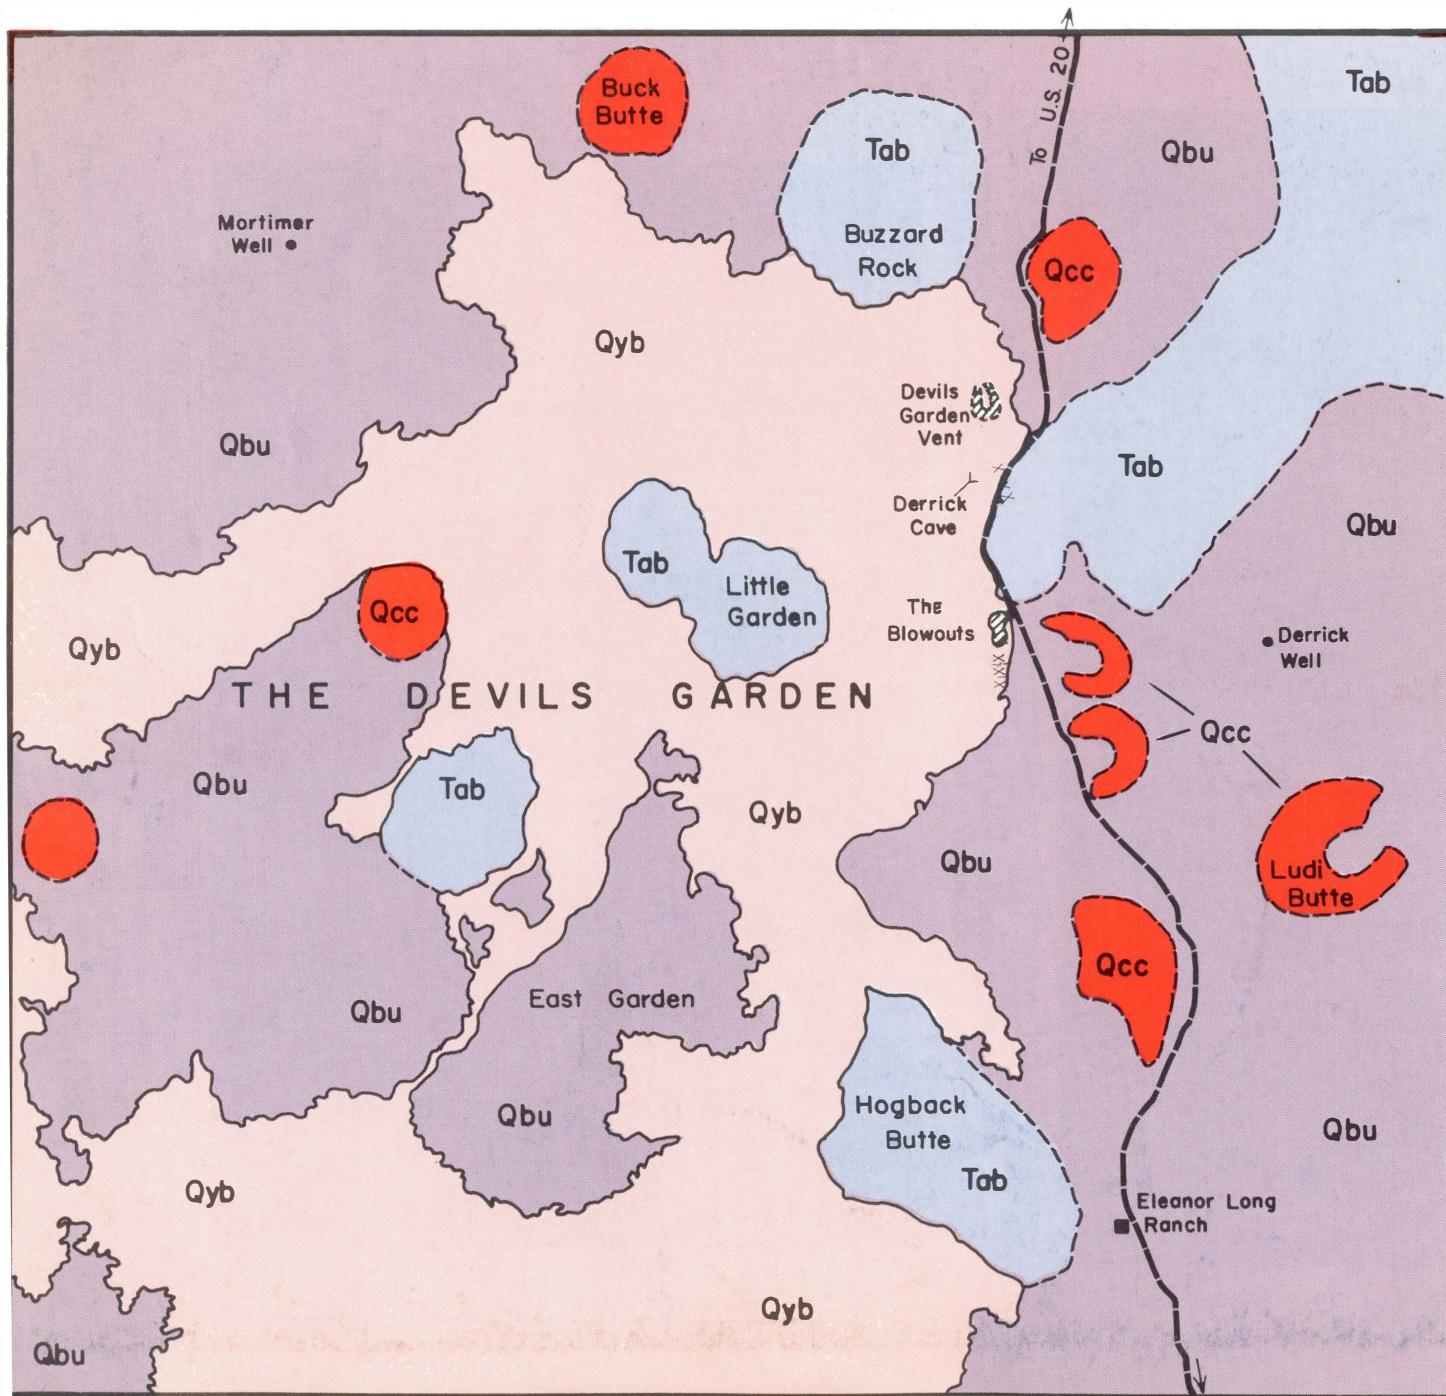 To U.S. 20
Tab
Buck
Butte
Tab
Qbu
Mortimer
Well
Buzzard
Rock
Qcc
Qyb
Devils
Garden
Vent
Qbu
Tab
Derrick
Cave
Qbu
Tab
Little
Garden
Qcc
The
Blowouts
Derrick
Well
Qyb
THE DEVILS GARDEN
Qcc
Qbu
Tab
Qyb
Qbu
Ludi
Butte
Qcc
East Garden
Qbu
Hogback
Butte
Qbu
Qbu
Tab
Qyb
Eleanor Long
Ranch
Qyb
Qbu